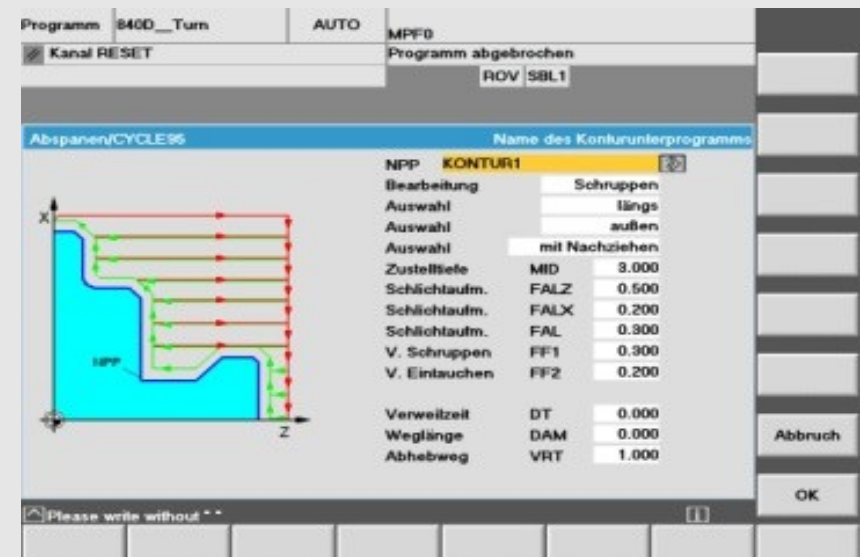 Programm 840D__Turn AUTO MPF0
Kanal RESET Programm abgebrochen
ROV SBL1
Abspanen/CYCLE95 Name des Konturunterprogramms
NPP KONTUR1
Bearbeitung Schruppen
Auswahl längs
Auswahl außen
Auswahl mit Nachziehen
Zustelltiefe MID 3.000
Schlichtaufm. FALZ 0.500
Schlichtaufm. FALX 0.200
Schlichtaufm. FAL 0.300
V. Schruppen FF1 0.300
V. Eintauchen FF2 0.200
Verweilzeit DT 0.000
Weglänge DAM 0.000
Abhebweg VRT 1.000
X
NPP
Z
Abbruch
OK
Please write without " "